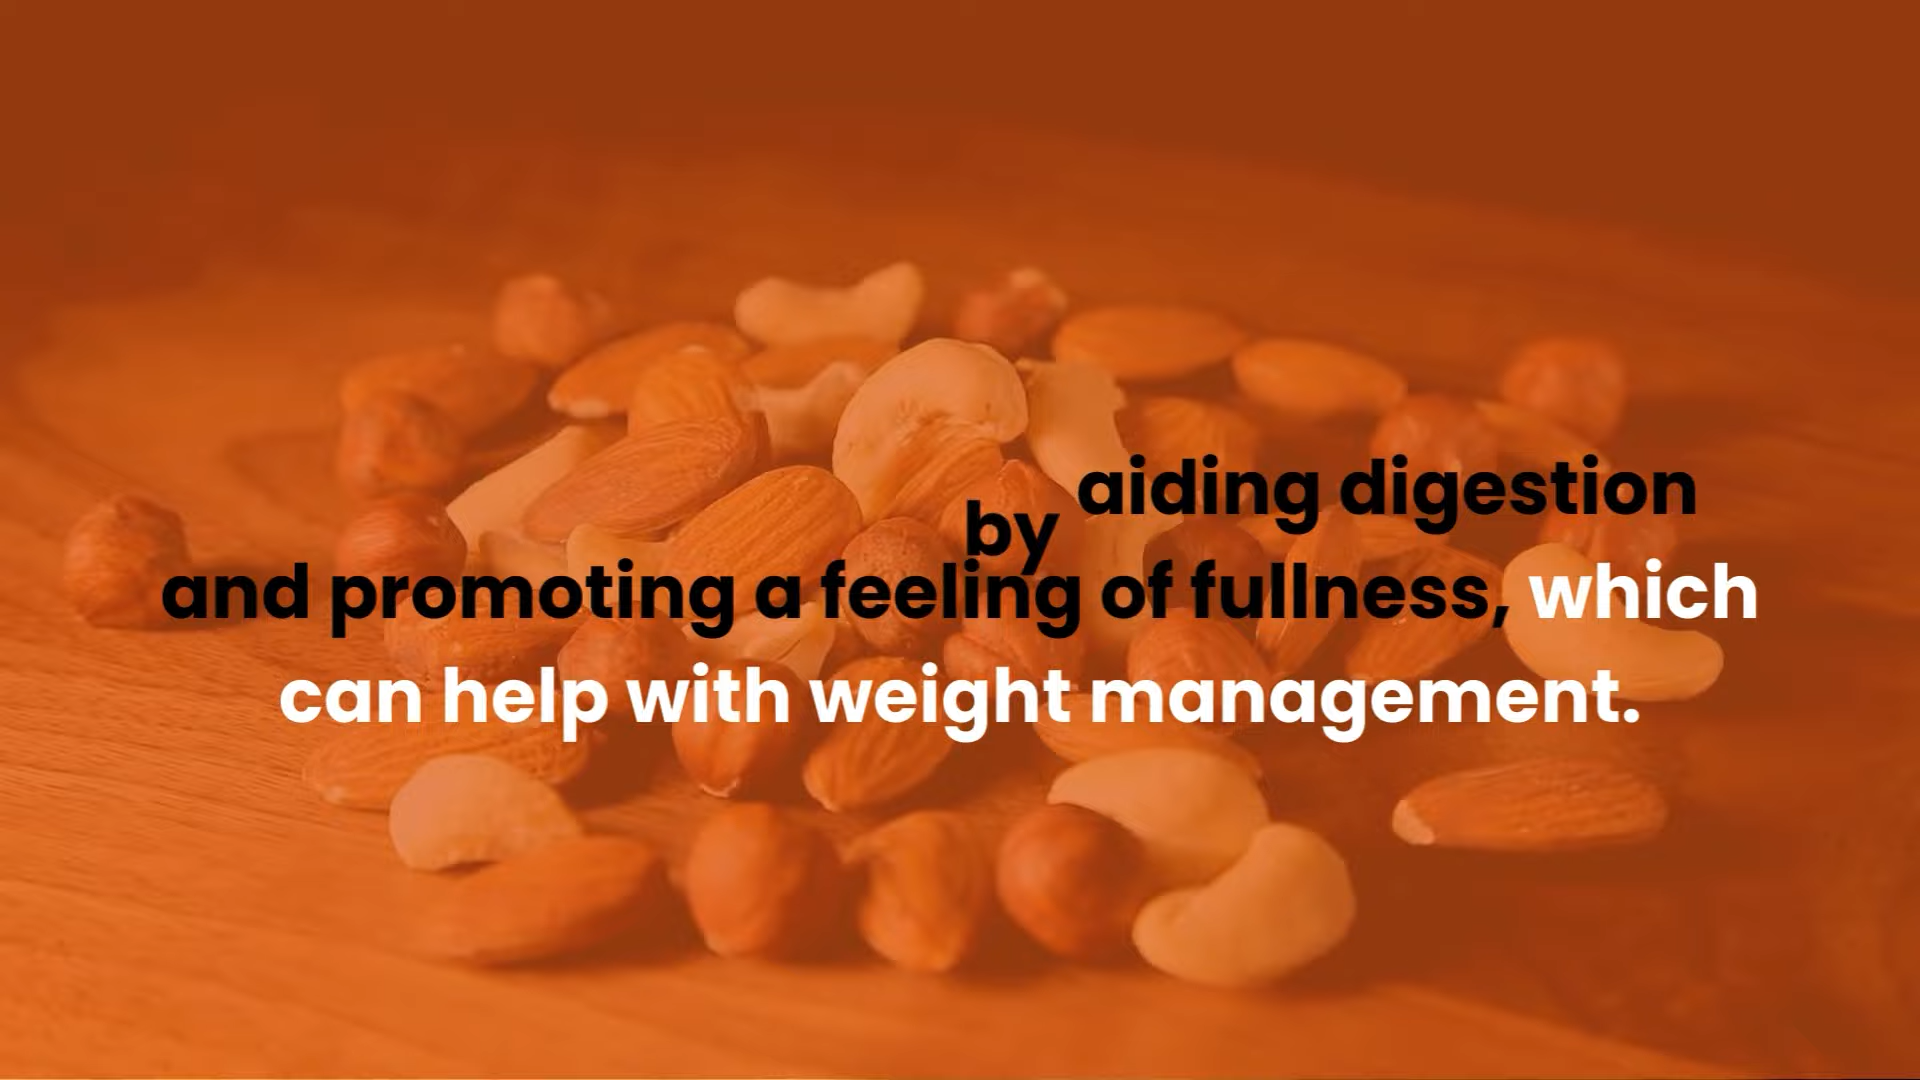 by aiding digestion
and promoting a feeling of fullness, which
can help with weight management.